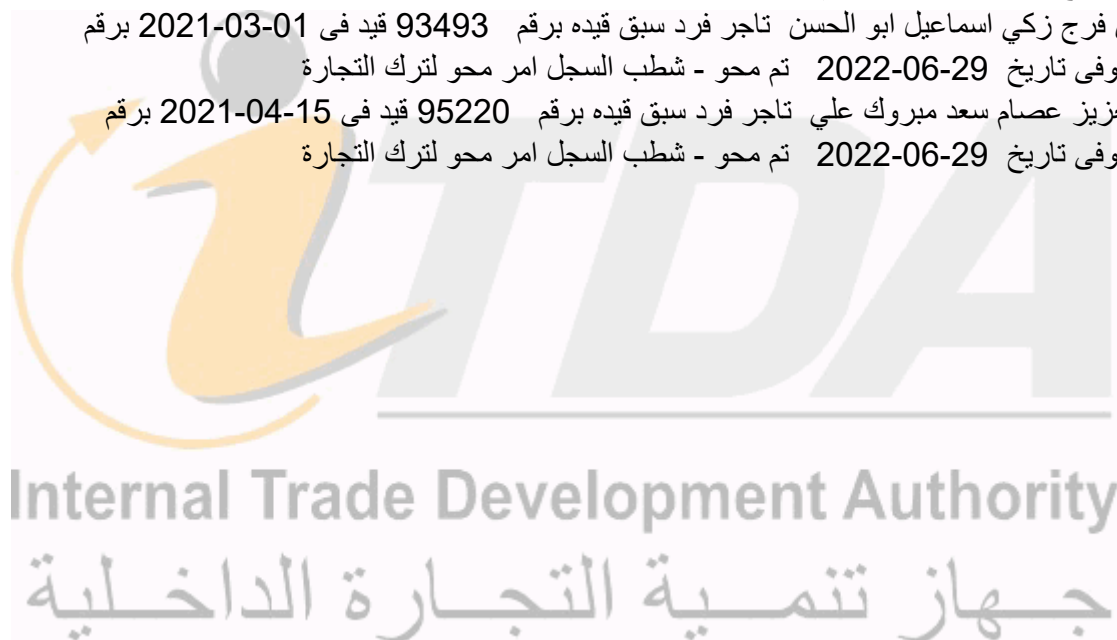 فرج زكي اسماعيل ابو الحسن تاجر فرد سبق قيده برقم 93493 قيد فى 01-03-2021 برقم
وفى تاريخ 29-06-2022 تم محو - شطب السجل امر محو لترك التجارة
عصام سعد مبروك علي تاجر فرد سبق قيده برقم 95220 قيد فى 15-04-2021 برقم
وفى تاريخ 29-06-2022 تم محو - شطب السجل امر محو لترك التجارة
iTDA
Internal Trade Development Authority
جهاز تنمية التجارة الداخلية